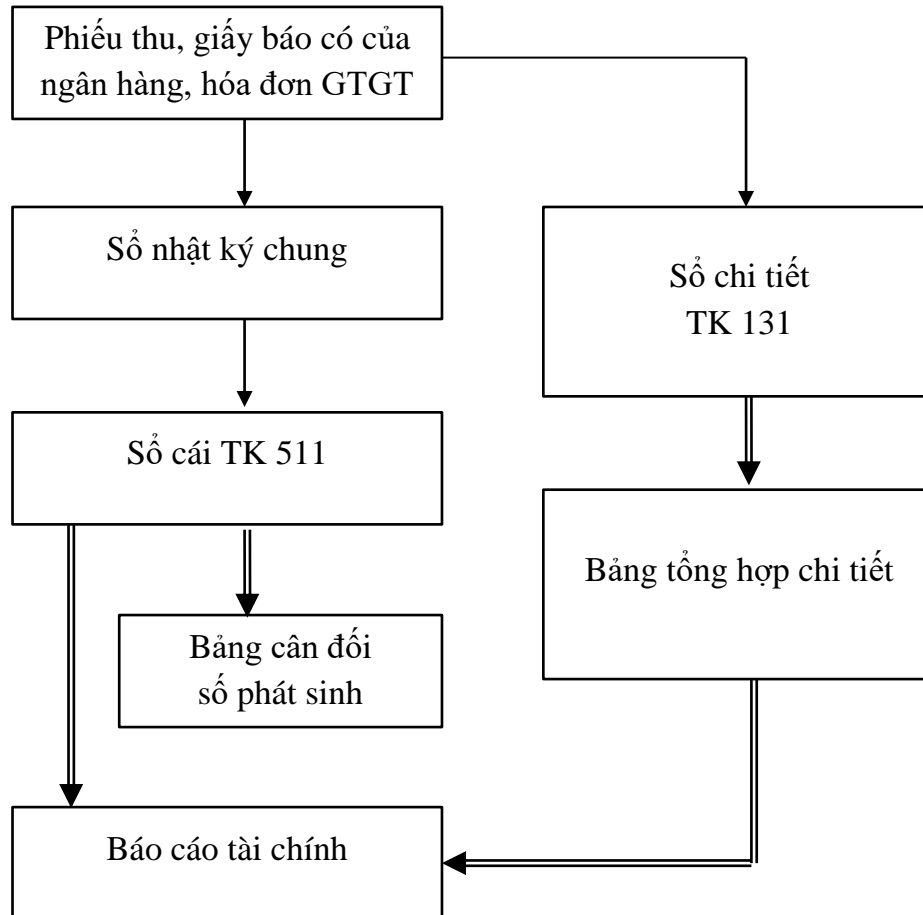 Phiếu thu, giấy báo có của
ngân hàng, hóa đơn GTGT
Sổ nhật ký chung
Sổ chi tiết
TK 131
Sổ cái TK 511
Bảng tổng hợp chi tiết
Bảng cân đối
số phát sinh
Báo cáo tài chính